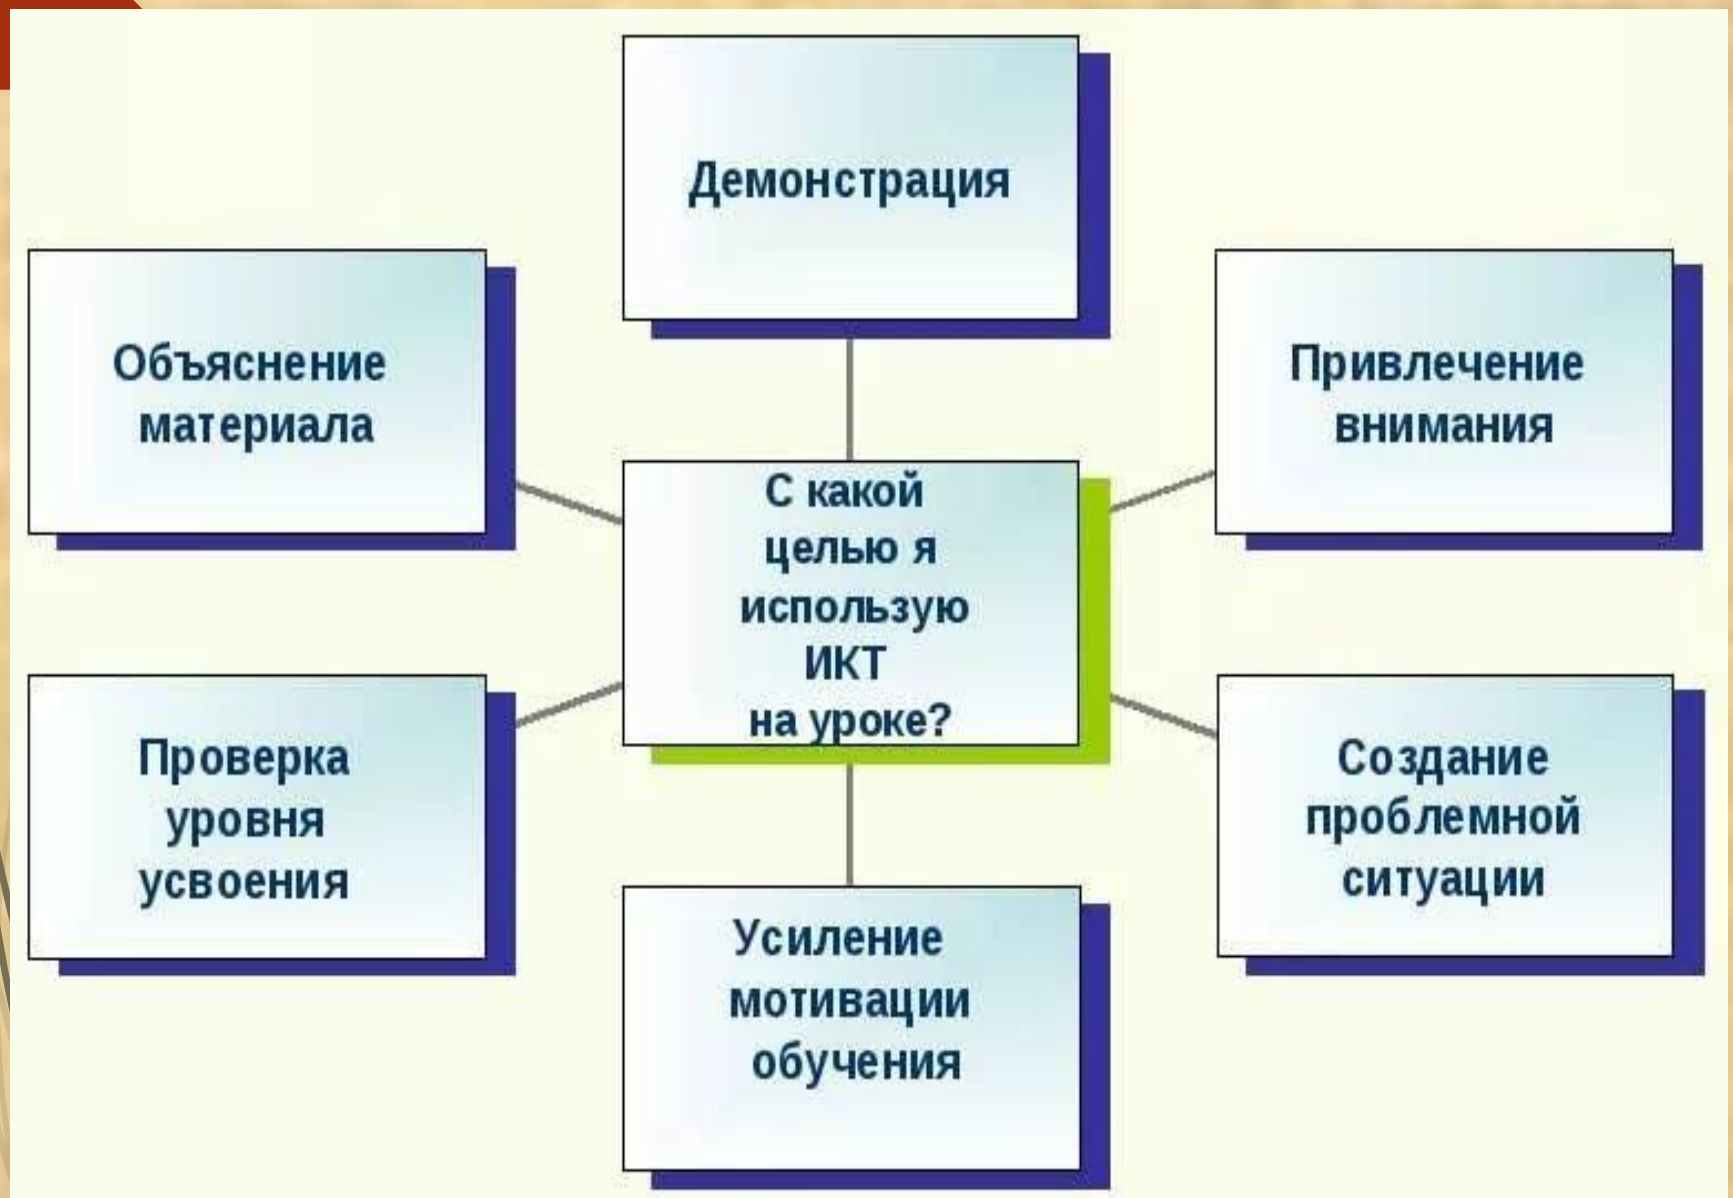 Демонстрация
Объяснение
материала
Привлечение
внимания
С какой
целью я
использую
ИКТ
на уроке?
Проверка
уровня
усвоения
Создание
проблемной
ситуации
Усиление
мотивации
обучения